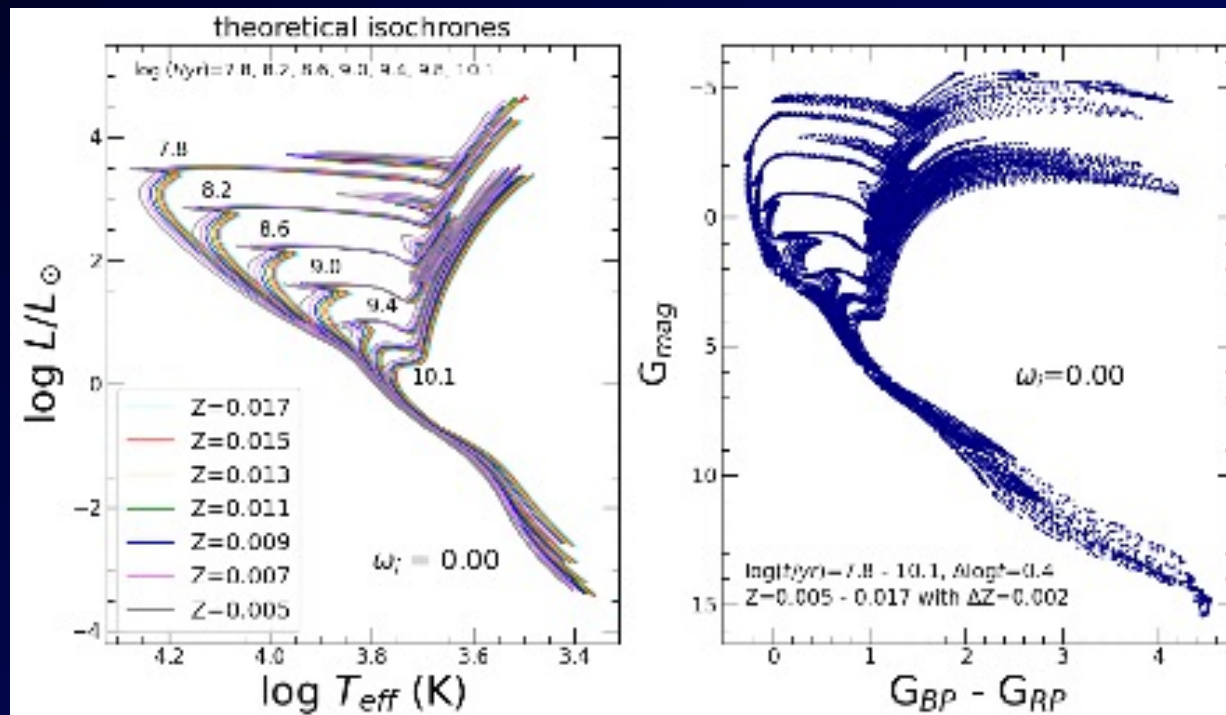 theoretical isochrones
log (t/yr)=7.8, 8.2, 8.6, 9.0, 9.4, 9.8, 10.1
7.8
8.2
8.6
9.0
9.4
10.1
Z=0.017
Z=0.015
Z=0.013
Z=0.011
Z=0.009
Z=0.007
Z=0.005
ωᵢ = 0.00
log L/L⊙
4
2
0
−2
−4
4.2 4.0 3.8 3.6 3.4
log T_eff (K)
G_mag
−5
0
5
10
15
ωᵢ=0.00
log(t/yr)=7.8 - 10.1, Δlogt=0.4
Z=0.005 - 0.017 with ΔZ=0.002
0 1 2 3 4
G_BP - G_RP